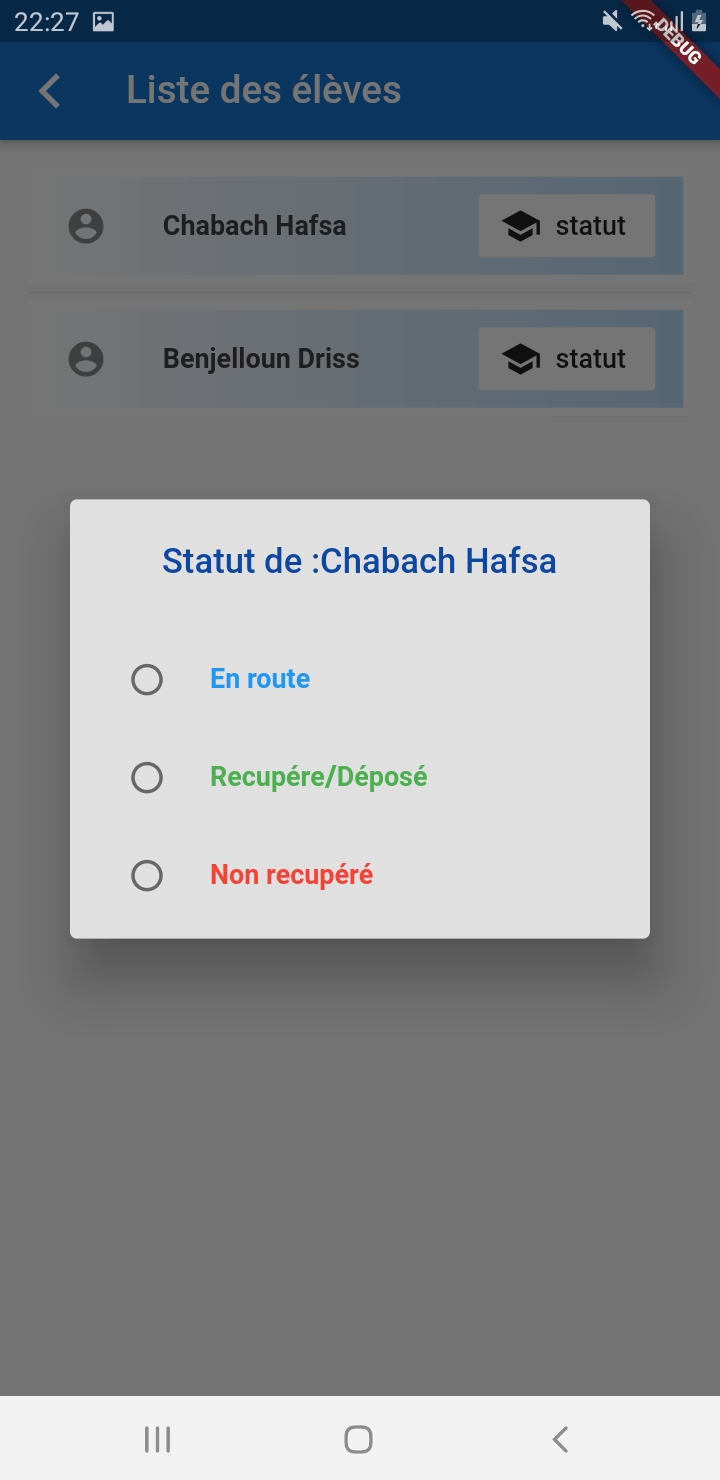 22:27
DEBUG
Liste des élèves
Chabach Hafsa
statut
Benjelloun Driss
statut
Statut de :Chabach Hafsa
En route
Recupére/Déposé
Non recupéré